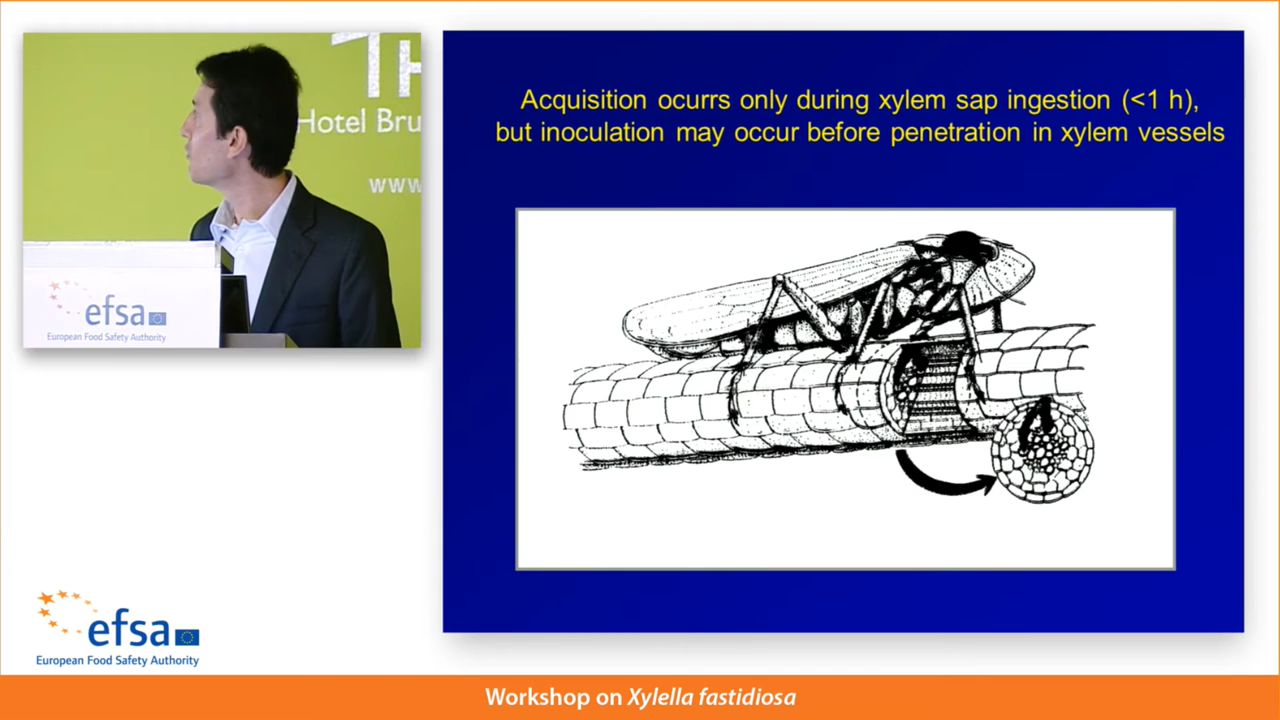 Hotel Bru
www
efsa
European Food Safety Authority
Acquisition ocurrs only during xylem sap ingestion (<1 h),
but inoculation may occur before penetration in xylem vessels
efsa
European Food Safety Authority
Workshop on Xylella fastidiosa